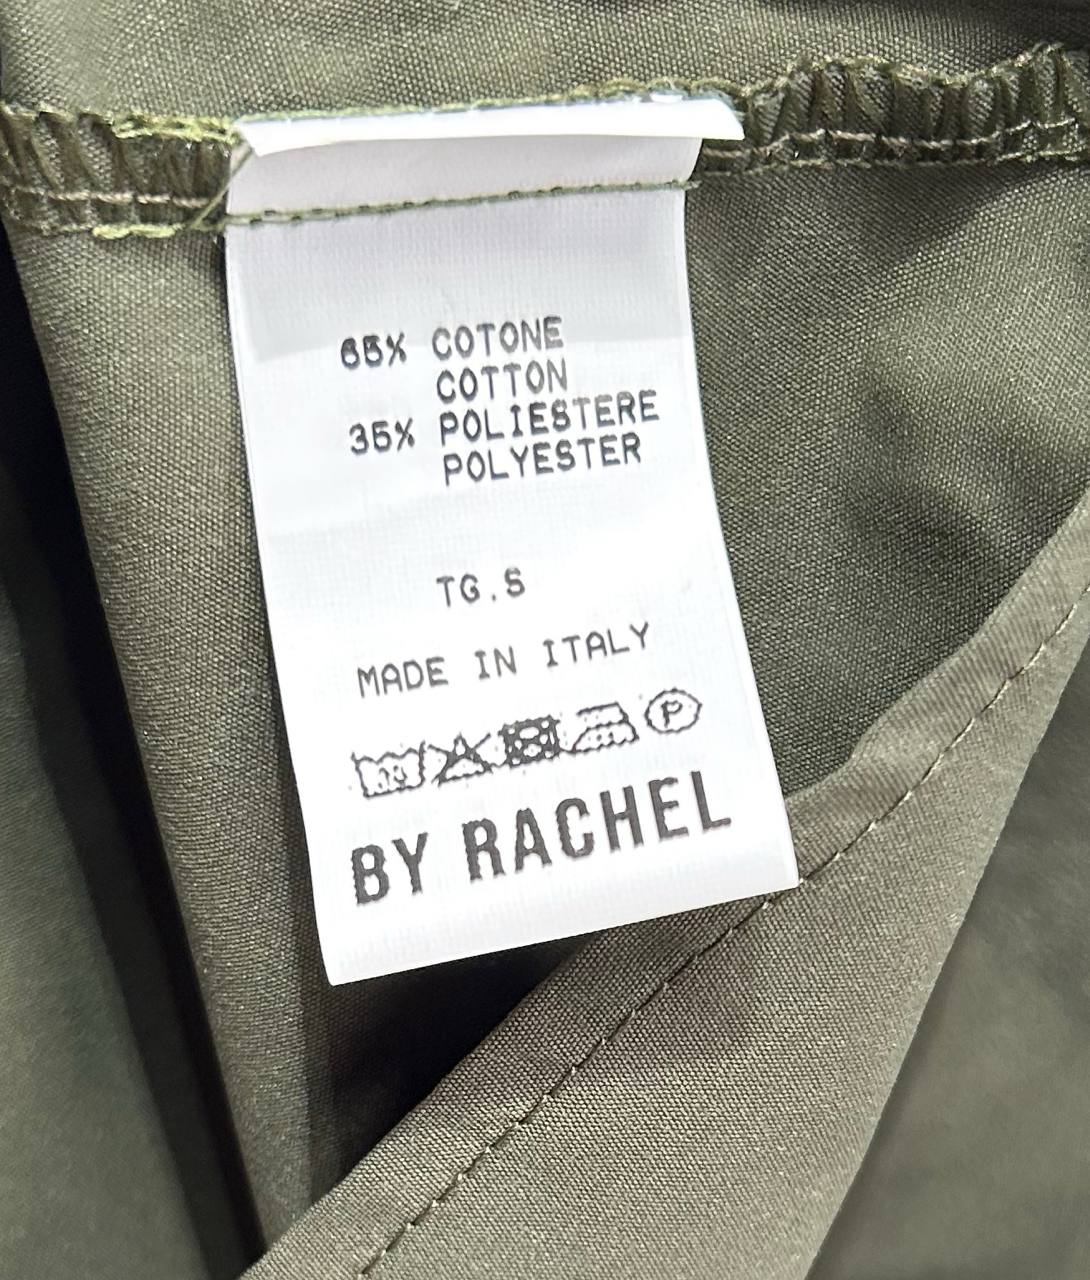 65% COTONE
COTTON
35% POLIESTERE
POLYESTER
TG.S
MADE IN ITALY
P
BY RACHEL